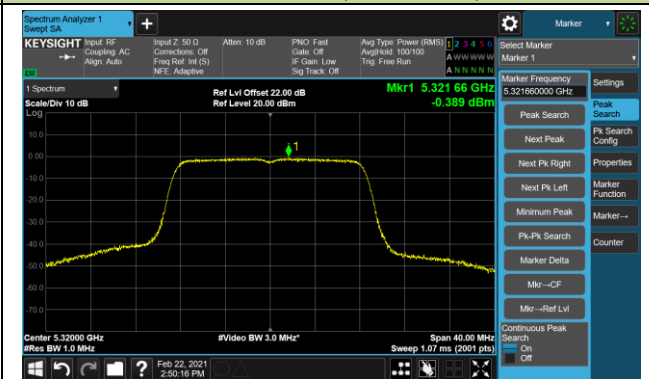 Spectrum Analyzer 1
Swept SA
Marker
KEYSIGHT Input: RF
Coupling: AC
Align: Auto
Input Z: 50 Ω
Corrections: Off
Freq Ref: Int (S)
NFE: Adaptive
Atten: 10 dB
PNO: Fast
Gate: Off
IF Gain: Low
Sig Track: Off
Avg Type: Power (RMS)
Avg|Hold: 100/100
Trig: Free Run
1 2 3 4 5 6
A W W W W W
A N N N N N
Select Marker
Marker 1
1 Spectrum
Scale/Div 10 dB
Log
Ref Lvl Offset 22.00 dB
Ref Level 20.00 dBm
Mkr1 5.321 66 GHz
-0.389 dBm
10.0
0.00
-10.0
-20.0
-30.0
-40.0
-50.0
-60.0
-70.0
1
Center 5.32000 GHz
#Res BW 1.0 MHz
#Video BW 3.0 MHz*
Span 40.00 MHz
Sweep 1.07 ms (2001 pts)
Marker Frequency
5.321660000 GHz
Peak Search
Next Peak
Next Pk Right
Next Pk Left
Minimum Peak
Pk-Pk Search
Marker Delta
Mkr→CF
Mkr→Ref Lvl
Continuous Peak
Search
On
Off
Settings
Peak
Search
Pk Search
Config
Properties
Marker
Function
Marker→
Counter
?
Feb 22, 2021
2:50:16 PM